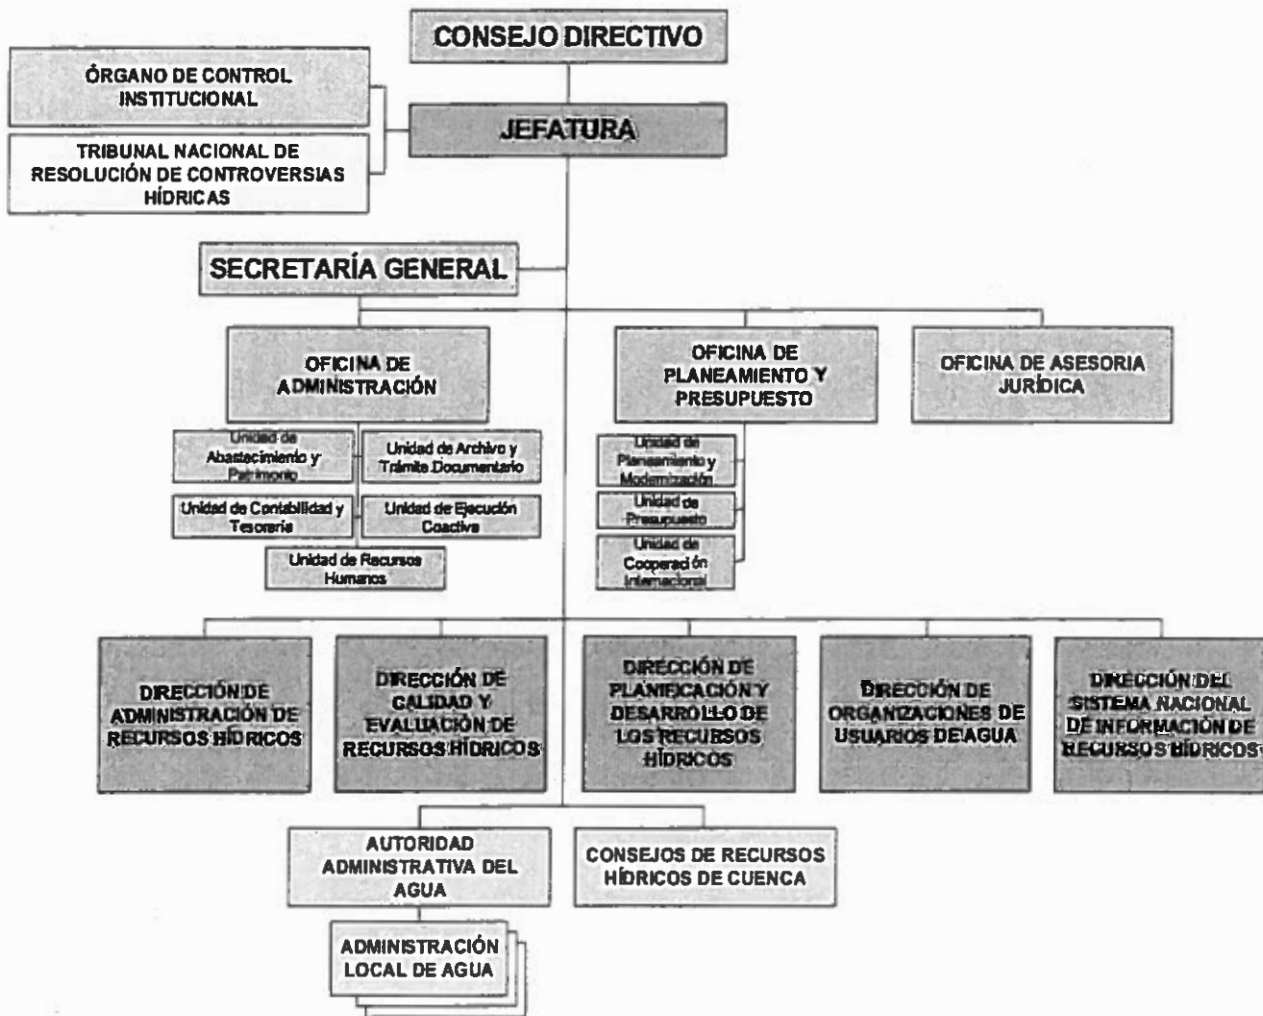 CONSEJO DIRECTIVO
ÓRGANO DE CONTROL
INSTITUCIONAL
JEFATURA
TRIBUNAL NACIONAL DE
RESOLUCIÓN DE CONTROVERSIAS
HÍDRICAS
SECRETARÍA GENERAL
OFICINA DE
ADMINISTRACIÓN
OFICINA DE
PLANEAMIENTO Y
PRESUPUESTO
OFICINA DE ASESORIA
JURÍDICA
Unidad de
Abastecimiento y
Patrimonio
Unidad de Archivo y
Trámite Documentario
Unidad de Contabilidad y
Tesorería
Unidad de Ejecución
Coactiva
Unidad de Recursos
Humanos
Unidad de
Planeamiento y
Modernización
Unidad de
Presupuesto
Unidad de
Cooperación
Internacional
DIRECCIÓN DE
ADMINISTRACIÓN DE
RECURSOS HÍDRICOS
DIRECCIÓN DE
CALIDAD Y
EVALUACIÓN DE
RECURSOS HÍDRICOS
DIRECCIÓN DE
PLANIFICACIÓN Y
DESARROLLO DE
LOS RECURSOS
HÍDRICOS
DIRECCIÓN DE
ORGANIZACIONES DE
USUARIOS DE AGUA
DIRECCIÓN DEL
SISTEMA NACIONAL
DE INFORMACIÓN DE
RECURSOS HÍDRICOS
AUTORIDAD
ADMINISTRATIVA DEL
AGUA
CONSEJOS DE RECURSOS
HÍDRICOS DE CUENCA
ADMINISTRACIÓN
LOCAL DE AGUA